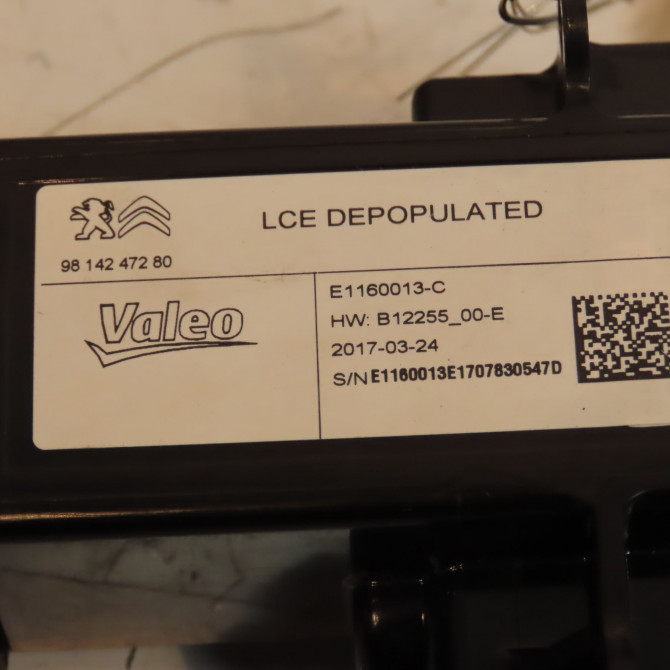 LCE DEPOPULATED
98 142 472 80
Valeo
E1160013-C
HW: B12255_00-E
2017-03-24
S/N E1160013E1707830547D